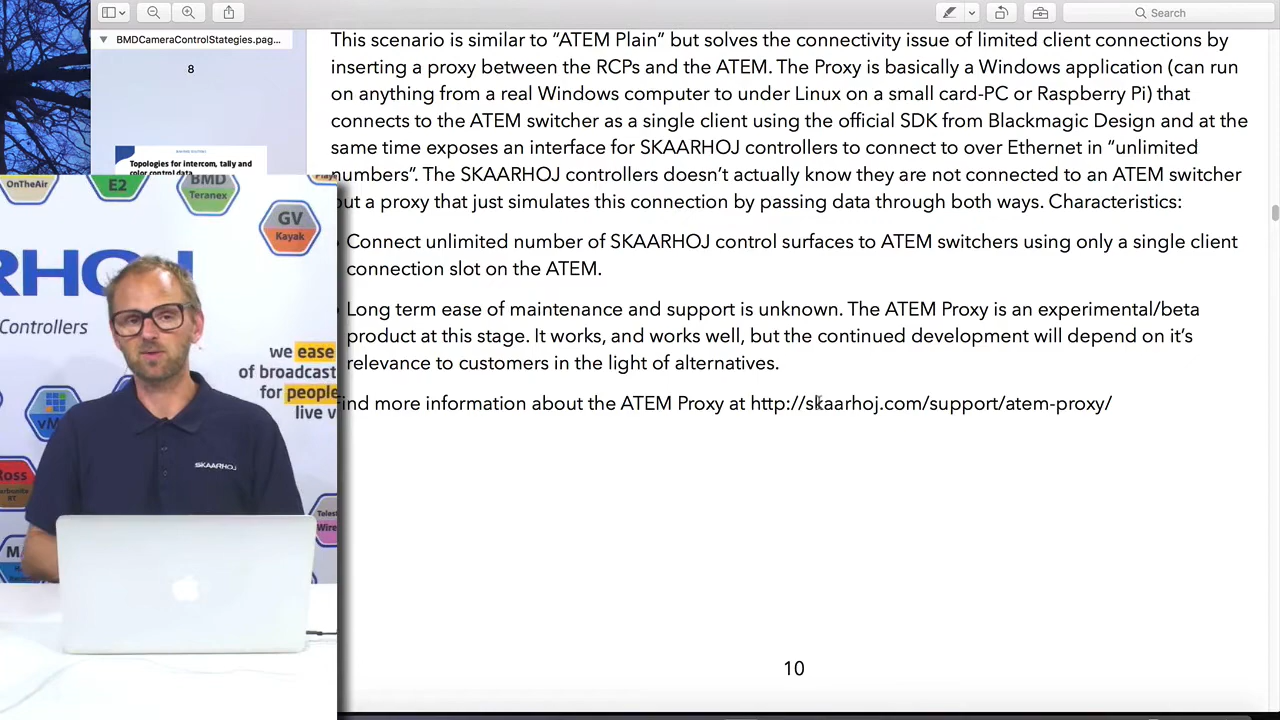 Search
BMDCameraControlStategies.pag...
8
Topologies for intercom, tally and
color control data
This scenario is similar to “ATEM Plain” but solves the connectivity issue of limited client connections by
inserting a proxy between the RCPs and the ATEM. The Proxy is basically a Windows application (can run
on anything from a real Windows computer to under Linux on a small card-PC or Raspberry Pi) that
connects to the ATEM switcher as a single client using the official SDK from Blackmagic Design and at the
same time exposes an interface for SKAARHOJ controllers to connect to over Ethernet in “unlimited
numbers”. The SKAARHOJ controllers doesn’t actually know they are not connected to an ATEM switcher
but a proxy that just simulates this connection by passing data through both ways. Characteristics:
Connect unlimited number of SKAARHOJ control surfaces to ATEM switchers using only a single client
connection slot on the ATEM.
Long term ease of maintenance and support is unknown. The ATEM Proxy is an experimental/beta
product at this stage. It works, and works well, but the continued development will depend on it’s
relevance to customers in the light of alternatives.
Find more information about the ATEM Proxy at http://skaarhoj.com/support/atem-proxy/
10
OnTheAir
E2
BMD
Teranex
GV
Kayak
ARHOJ
Controllers
we ease
of broadcast
for people
live v
vM
Ross
RT
MA
Wire
SKAARHOJ